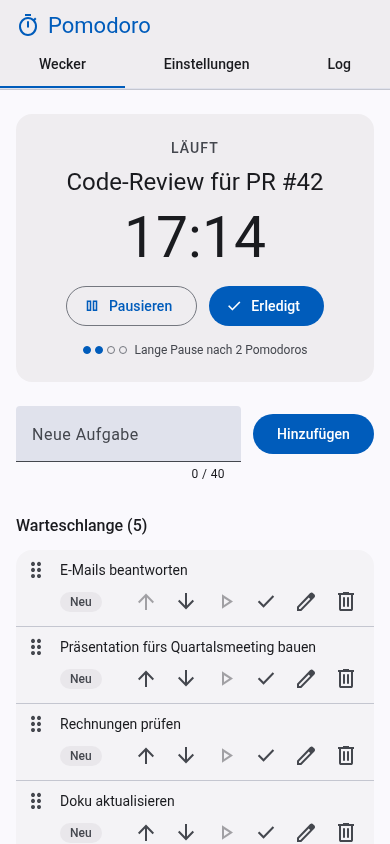 Pomodoro
Wecker Einstellungen Log
LÄUFT
Code-Review für PR #42
17:14
Pausieren Erledigt
Lange Pause nach 2 Pomodoros
Neue Aufgabe Hinzufügen
0 / 40
Warteschlange (5)
E-Mails beantworten
Neu
Präsentation fürs Quartalsmeeting bauen
Neu
Rechnungen prüfen
Neu
Doku aktualisieren
Neu